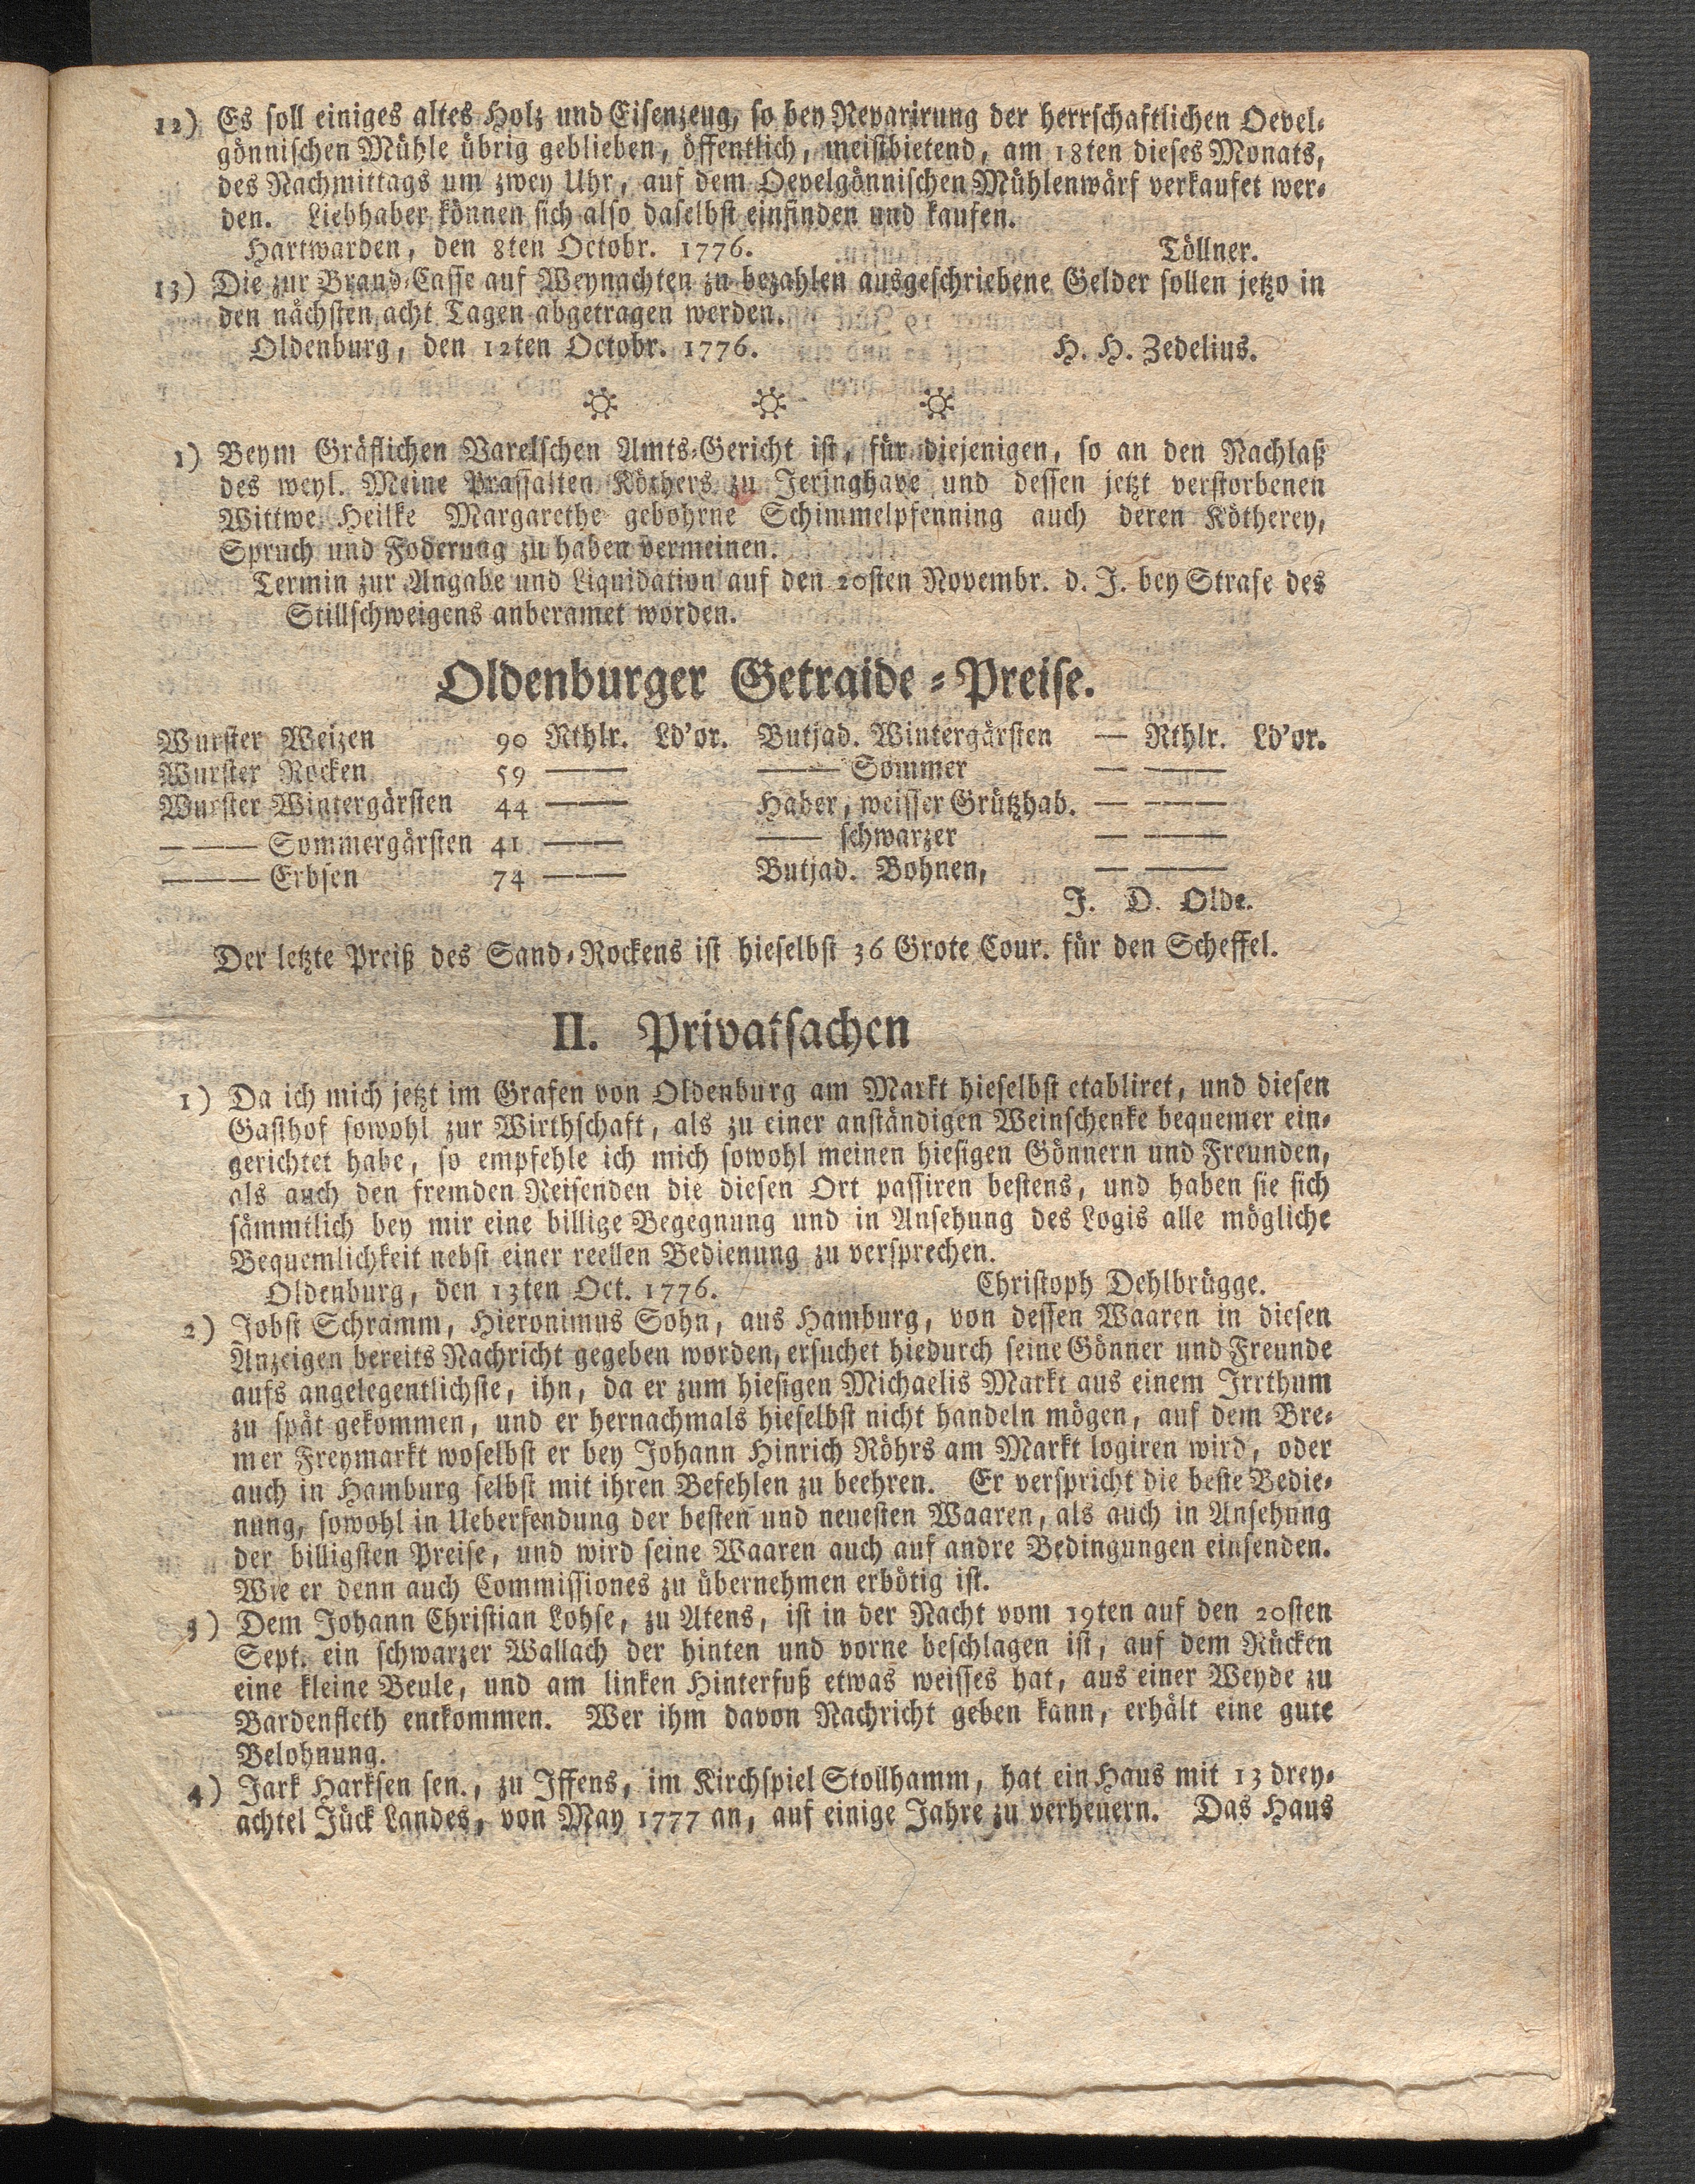 12) Es soll einiges altes Holz und Eisenzeug, so bey Reparirung der herrschaftlichen Oevel-
gönnischen Mühle übrig geblieben, öffentlich, meistbietend, am 18ten dieses Monats,
des Nachmittags um zwey Uhr, auf dem Oevelgönnischen Mühlenwärf verkaufet wer-
den. Liebhaber können sich also daselbst einfinden und kaufen.
Hartwarden, den 8ten Octobr. 1776. Töllner.
13) Die zur Brand-Casse auf Weynachten zu bezahlen ausgeschriebene Gelder sollen jetzo in
den nächsten acht Tagen abgetragen werden.
Oldenburg, den 12ten Octobr. 1776. H. H. Zedelius.
1) Beym Gräflichen Varelschen Amts-Gericht ist, für diejenigen, so an den Nachlaß
des weyl. Meine Prassalten Köthers zu Jeringhave und dessen jetzt verstorbenen
Wittwe Heilke Margarethe gebohrne Schimmelpfenning auch deren Kötherey,
Spruch und Foderung zu haben vermeinen.
Termin zur Angabe und Liquidation auf den 20sten Novembr. d. J. bey Strafe des
Stillschweigens anberamet worden.
Oldenburger Getraide-Preise.
Wurster Weizen 90 Rthlr. Ld'or. Butjad. Wintergärsten — Rthlr. Ld'or.
Wurster Rocken 59 —— —— Sommer — ——
Wurster Wintergärsten 44 —— Haber, weisser Grützhab. — ——
——— Sommergärsten 41 —— —— schwarzer — ——
——— Erbsen 74 —— Butjad. Bohnen, — ——
J. D. Olde.
Der letzte Preiß des Sand-Rockens ist hieselbst 36 Grote Cour. für den Scheffel.
II. Privatsachen
1) Da ich mich jetzt im Grafen von Oldenburg am Markt hieselbst etabliret, und diesen
Gasthof sowohl zur Wirthschaft, als zu einer anständigen Weinschenke bequemer ein-
gerichtet habe, so empfehle ich mich sowohl meinen hiesigen Gönnern und Freunden,
als auch den fremden Reisenden die diesen Ort passiren bestens, und haben sie sich
sämmtlich bey mir eine billige Begegnung und in Ansehung des Logis alle mögliche
Bequemlichkeit nebst einer reellen Bedienung zu versprechen.
Oldenburg, den 13ten Oct. 1776. Christoph Dehlbrügge.
2) Jobst Schramm, Hieronimus Sohn, aus Hamburg, von dessen Waaren in diesen
Anzeigen bereits Nachricht gegeben worden, ersuchet hiedurch seine Gönner und Freunde
aufs angelegentlichste, ihn, da er zum hiesigen Michaelis Markt aus einem Irrthum
zu spät gekommen, und er hernachmals hieselbst nicht handeln mögen, auf dem Bre-
mer Freymarkt woselbst er bey Johann Hinrich Röhrs am Markt logiren wird, oder
auch in Hamburg selbst mit ihren Befehlen zu beehren. Er verspricht die beste Bedie-
nung, sowohl in Uebersendung der besten und neuesten Waaren, als auch in Ansehung
der billigsten Preise, und wird seine Waaren auch auf andre Bedingungen einsenden.
Wie er denn auch Commissiones zu übernehmen erbötig ist.
3) Dem Johann Christian Lohse, zu Atens, ist in der Nacht vom 19ten auf den 20sten
Sept. ein schwarzer Wallach der hinten und vorne beschlagen ist, auf dem Rücken
eine kleine Beule, und am linken Hinterfuß etwas weisses hat, aus einer Weyde zu
Bardenfleth entkommen. Wer ihm davon Nachricht geben kann, erhält eine gute
Belohnung.
4) Jark Harksen sen., zu Iffens, im Kirchspiel Stollhamm, hat ein Haus mit 13 drey-
achtel Jück Landes, von May 1777 an, auf einige Jahre zu verheuern. Das Haus